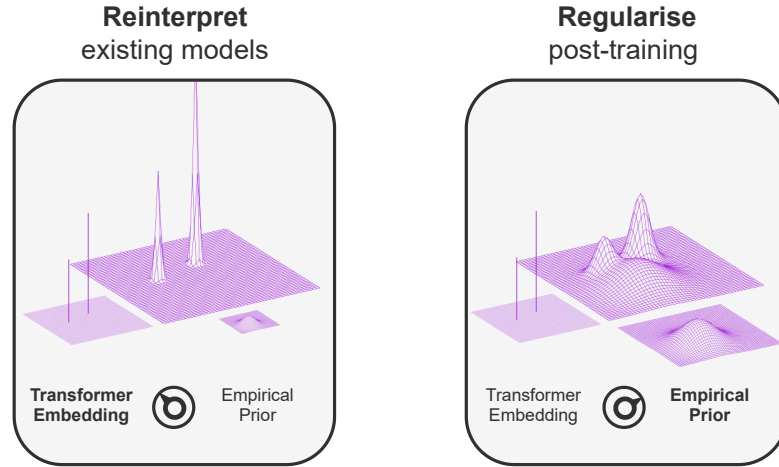 Reinterpret
existing models
Transformer
Embedding
Empirical
Prior
Regularise
post-training
Transformer
Embedding
Empirical
Prior